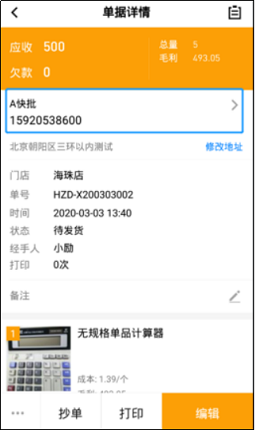 单据详情
应收 500
总量 5
毛利 493.05
欠款 0
A快批
15920538600
北京朝阳区三环以内测试 修改地址
门店 海珠店
单号 HZD-X200303002
时间 2020-03-03 13:40
状态 待发货
经手人 小励
打印 0次
备注
1
无规格单品计算器
成本: 1.39/个
毛利: 493.05
抄单 打印 编辑